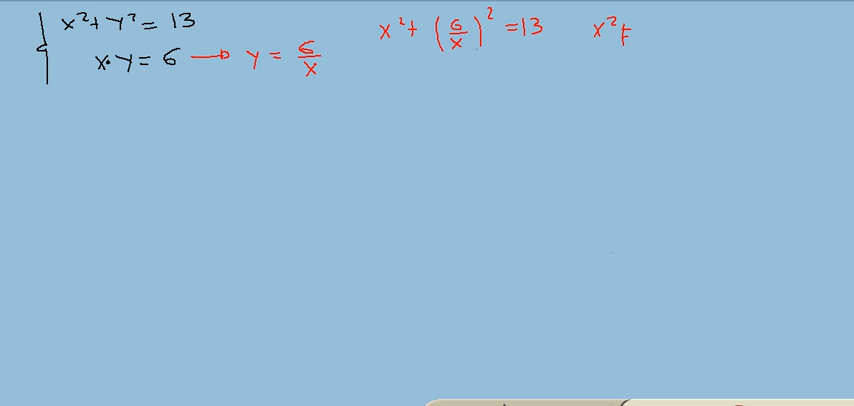 x²+y²=13
x·y=6 → y=6/x
x²+(6/x)²=13
x²+